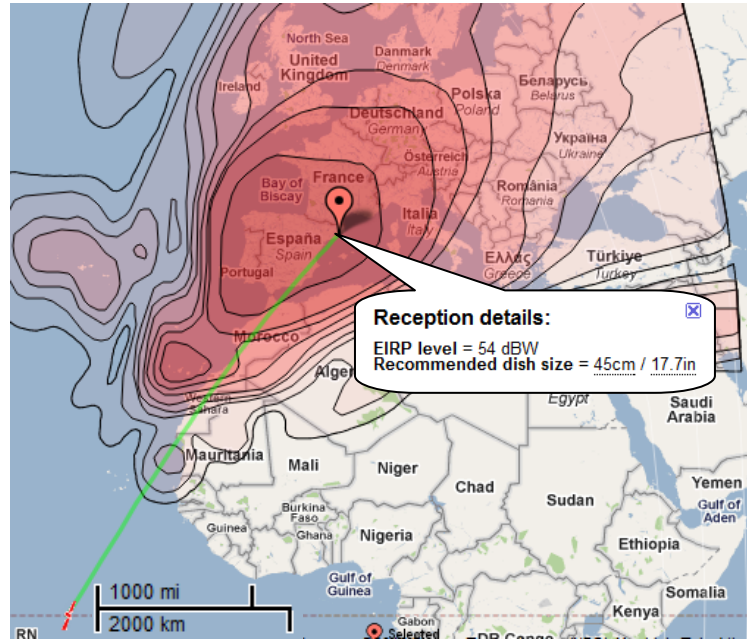 North Sea
Danmark
Denmark
United
Kingdom
Ireland
Беларусь
Belarus
Polska
Poland
Deutschland
Germany
Україна
Ukraine
Österreich
Austria
France
Bay of
Biscay
România
Romania
Italia
Italy
España
Spain
Portugal
Ελλάς
Greece
Türkiye
Turkey
Reception details:
EIRP level = 54 dBW
Recommended dish size = 45cm / 17.7in
Morocco
Alger
Western
Sahara
Egypt
Saudi
Arabia
Mauritania
Mali
Niger
Chad
Sudan
Yemen
Gulf of
Aden
Burkina
Faso
Guinea
Ghana
Nigeria
Ethiopia
Somalia
Gulf of
Guinea
1000 mi
2000 km
Kenya
Gabon
RN
Selected